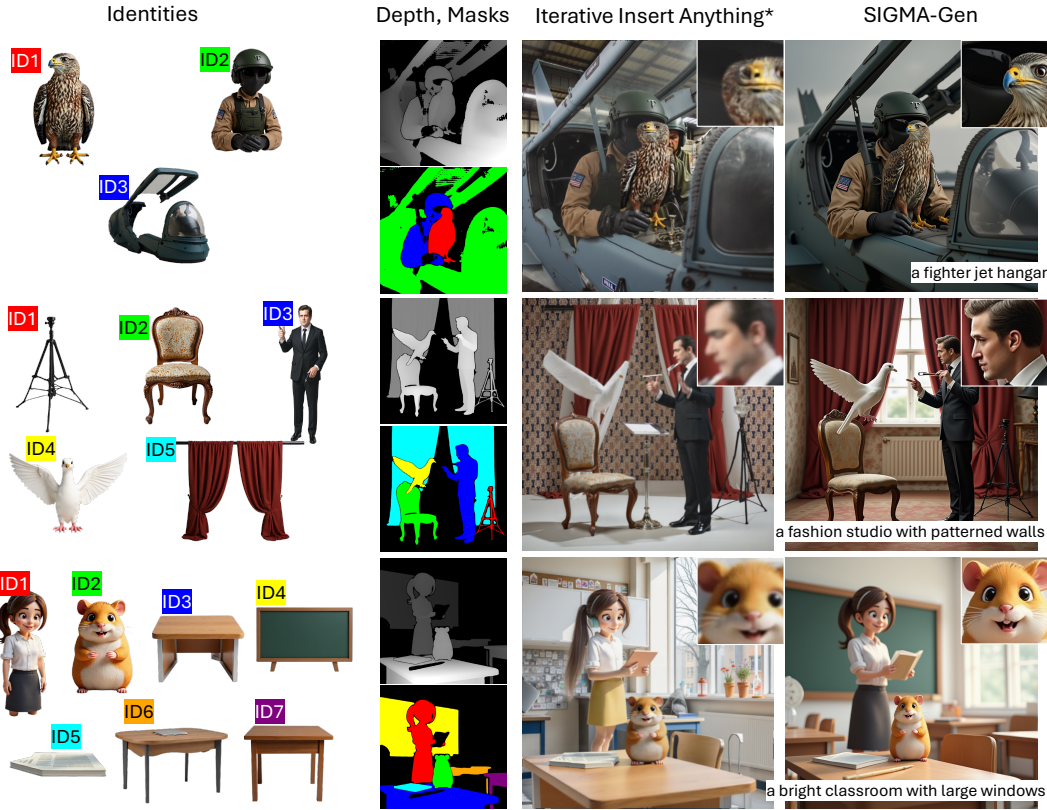 Identities
Depth, Masks
Iterative Insert Anything*
SIGMA-Gen
ID1
ID2
ID3
a fighter jet hangar
ID1
ID2
ID3
ID4
ID5
a fashion studio with patterned walls
ID1
ID2
ID3
ID4
ID5
ID6
ID7
a bright classroom with large windows